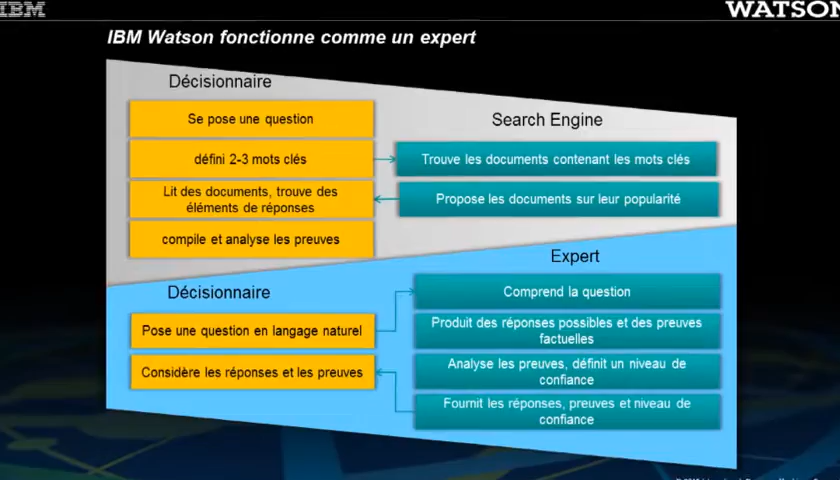 IBM
WATSON
IBM Watson fonctionne comme un expert
Décisionnaire
Se pose une question
défini 2-3 mots clés
Lit des documents, trouve des
éléments de réponses
compile et analyse les preuves
Search Engine
Trouve les documents contenant les mots clés
Propose les documents sur leur popularité
Décisionnaire
Pose une question en langage naturel
Considère les réponses et les preuves
Expert
Comprend la question
Produit des réponses possibles et des preuves
factuelles
Analyse les preuves, définit un niveau de
confiance
Fournit les réponses, preuves et niveau de
confiance